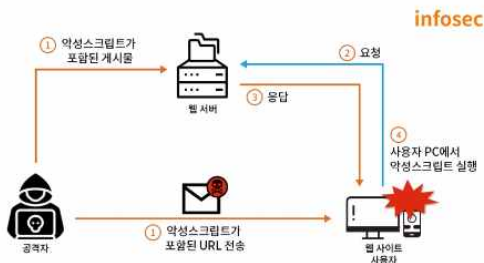 infosec
① 악성스크립트가
포함된 게시물
② 요청
웹 서버
③ 응답
④
사용자 PC에서
악성스크립트 실행
① 악성스크립트가
포함된 URL 전송
공격자
웹 사이트
사용자